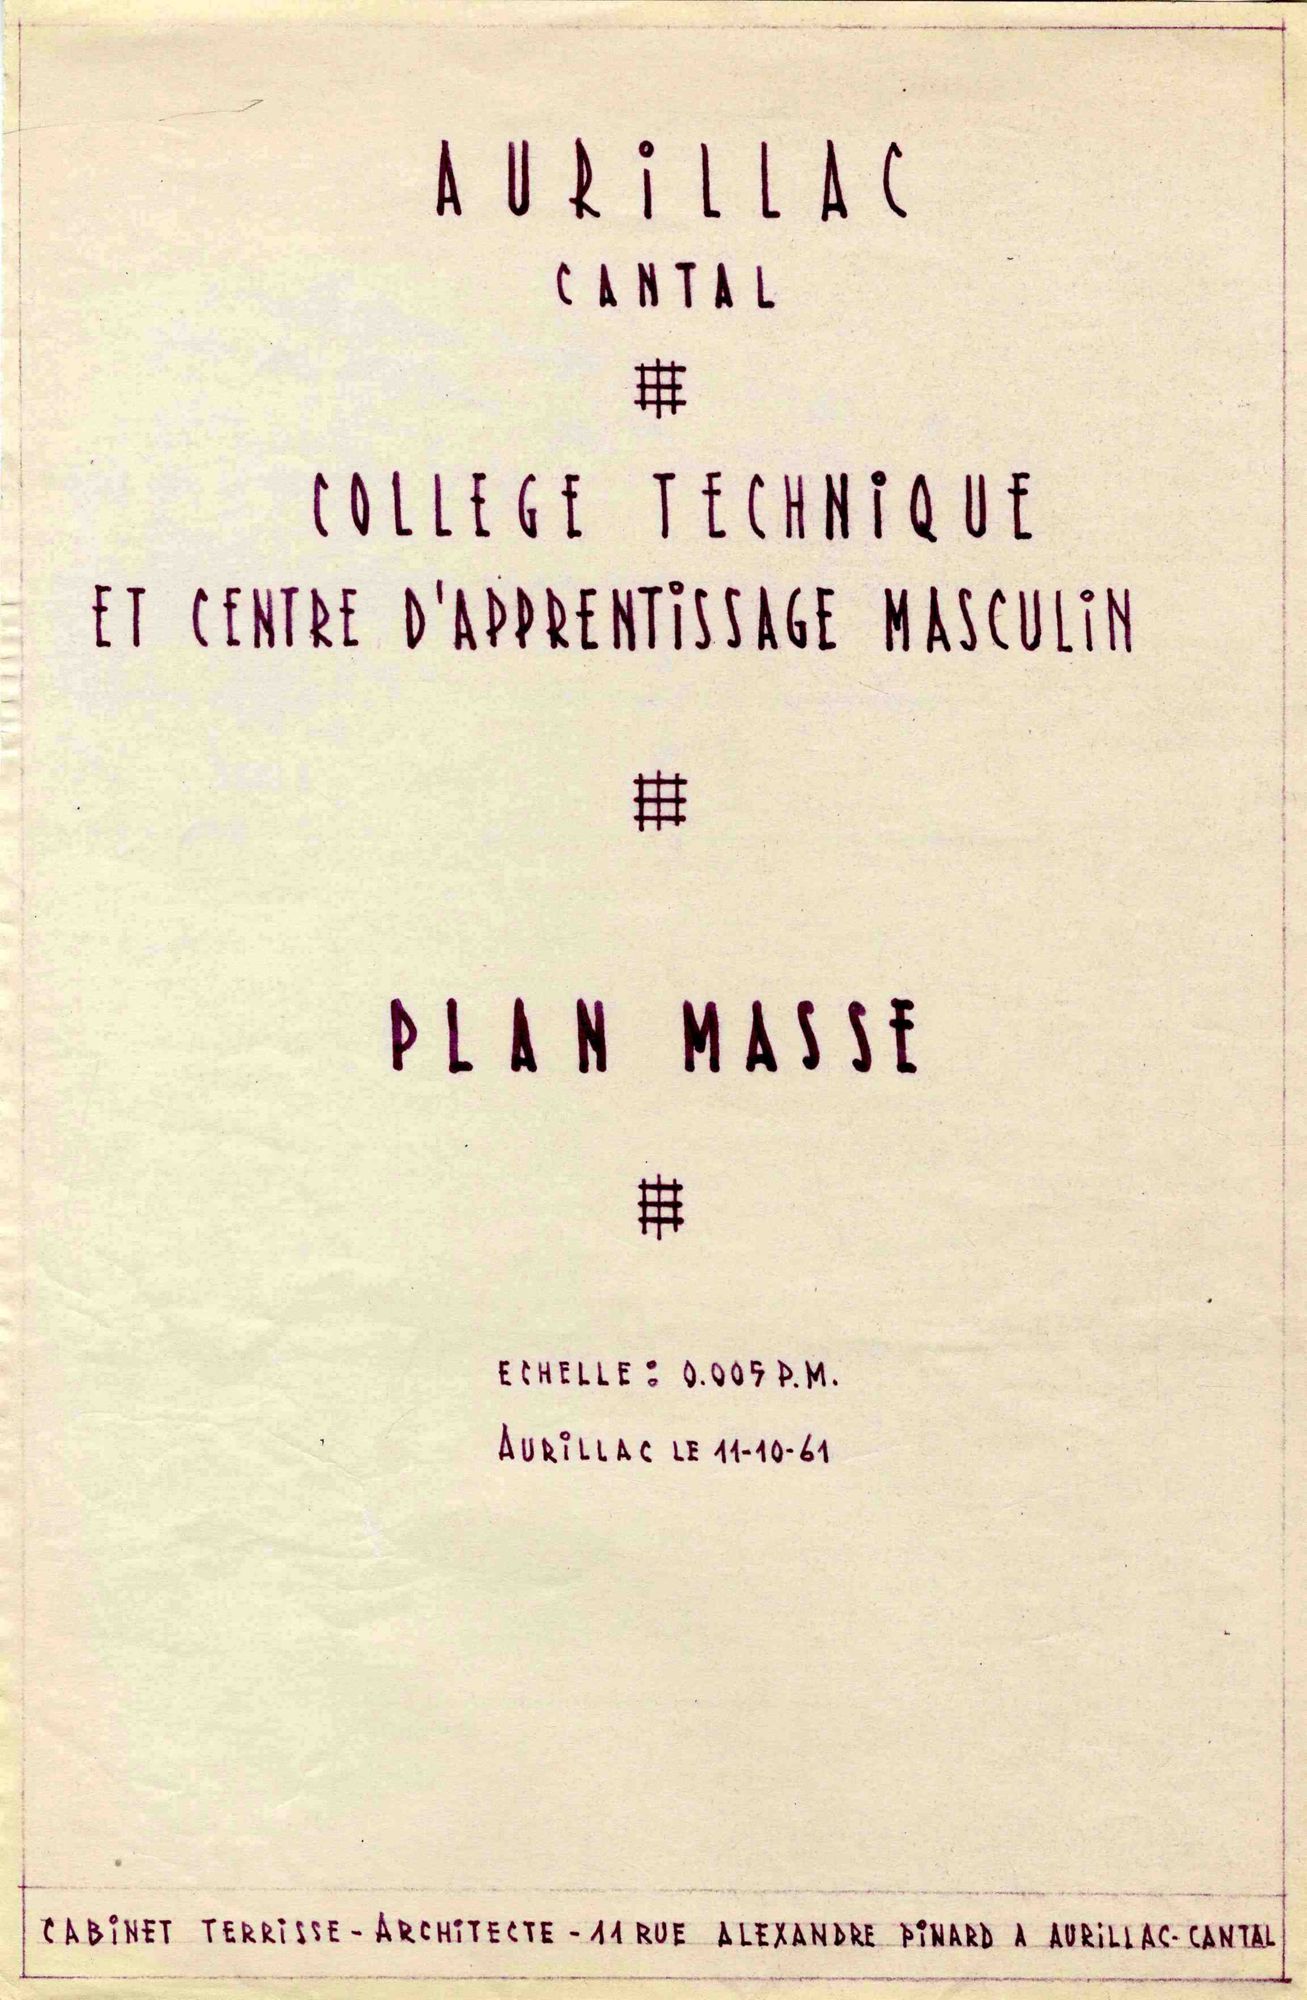 AURiLLAC
CANTAL
COLLEGE TECHNiQUE
ET CENTRE D'APPRENTiSSAGE MASCULiN
PLAN MASSE
ECHELLE : 0.005 P.M.
AURiLLAC LE 11-10-61
CABiNET TERRiSSE - ARCHiTECTE - 11 RUE ALEXANDRE PiNARD A AURiLLAC - CANTAL